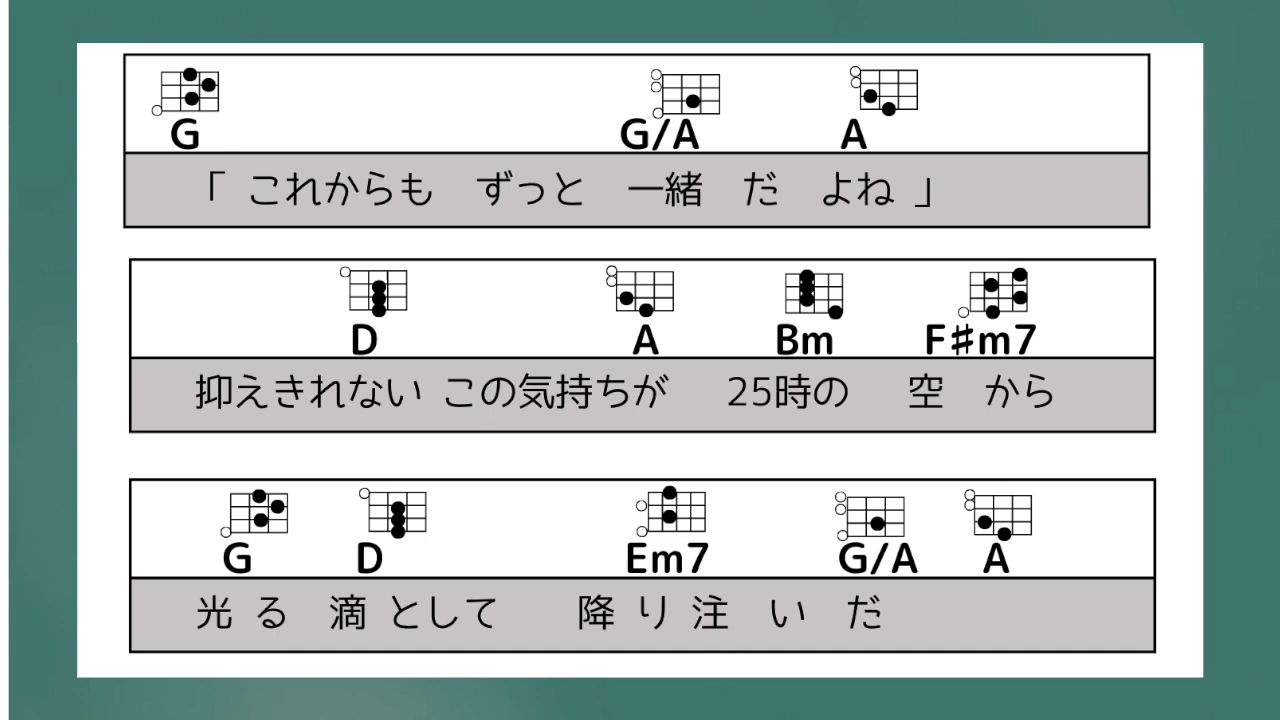 G G/A A
「 これからも ずっと 一緒 だ よね 」
D A Bm F♯m7
抑えきれない この気持ちが 25時の 空 から
G D Em7 G/A A
光 る 滴 として 降 り 注 い だ